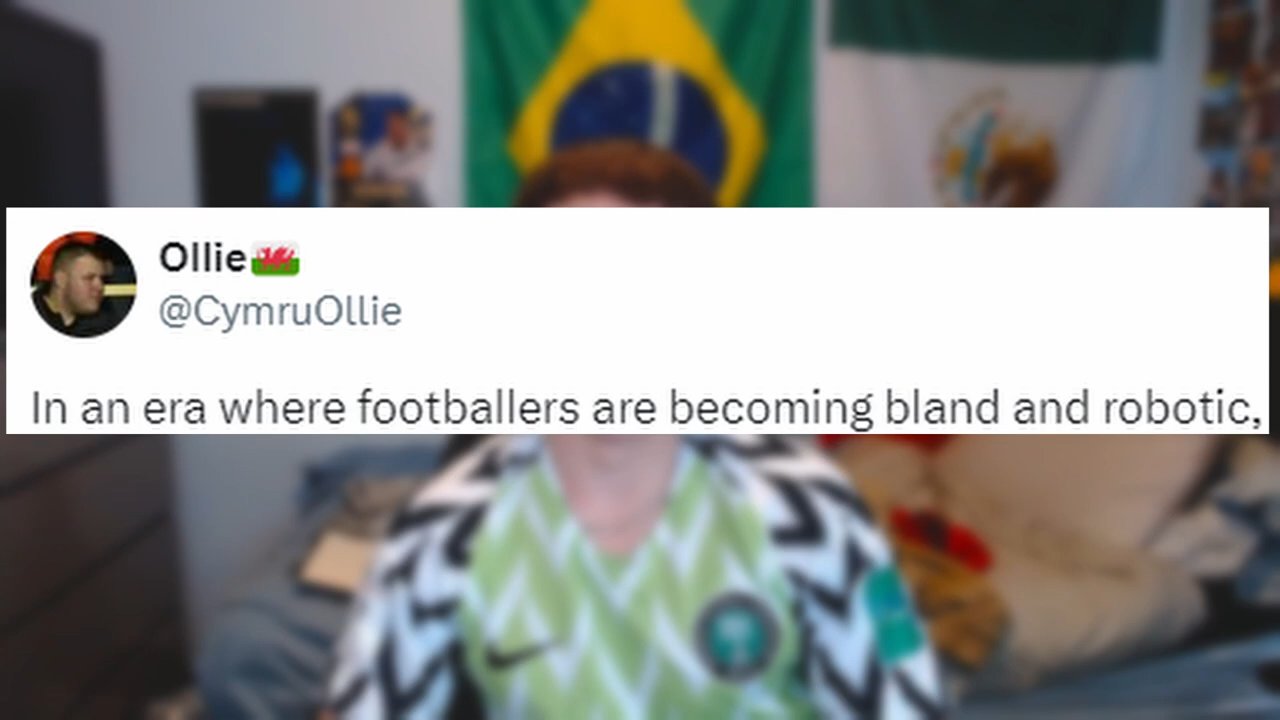 Ollie🏴󠁧󠁢󠁷󠁬󠁳󠁿
@CymruOllie
In an era where footballers are becoming bland and robotic,